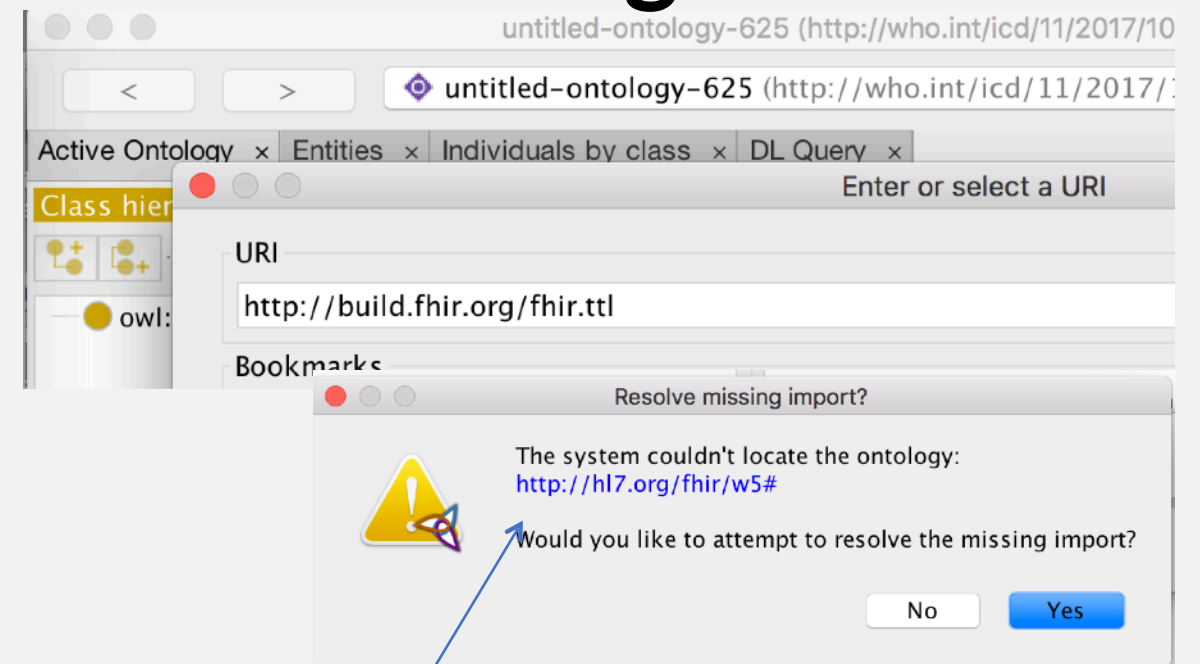 untitled-ontology-625 (http://who.int/icd/11/2017/10
< >
untitled-ontology-625 (http://who.int/icd/11/2017/
Active Ontology × Entities × Individuals by class × DL Query ×
Enter or select a URI
Class hier
URI
http://build.fhir.org/fhir.ttl
owl:
Bookmarks
Resolve missing import?
The system couldn't locate the ontology:
http://hl7.org/fhir/w5#
Would you like to attempt to resolve the missing import?
No Yes